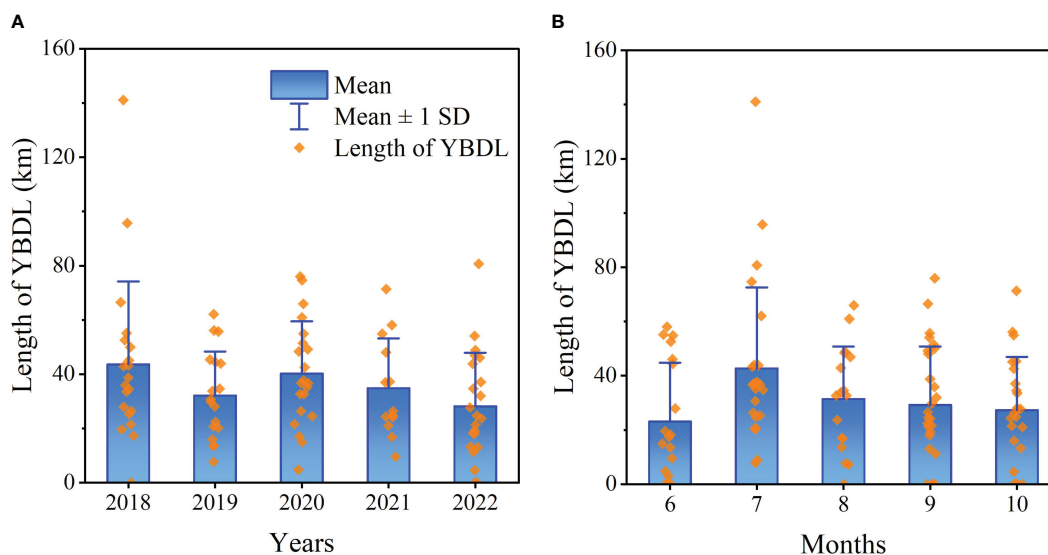 A
Length of YBDL (km)
160
120
80
40
0
Mean
Mean ± 1 SD
Length of YBDL
2018 2019 2020 2021 2022
Years
B
Length of YBDL (km)
160
120
80
40
0
6 7 8 9 10
Months